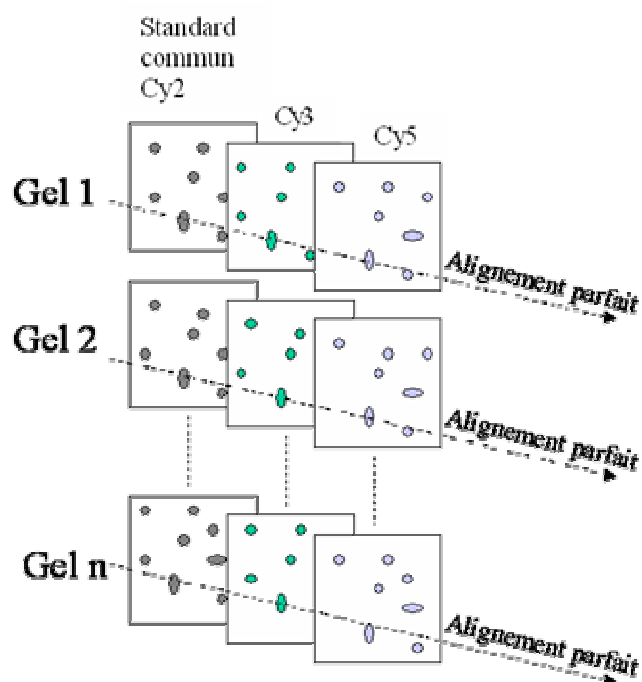 Standard
commun
Cy2
Cy3
Cy5
Gel 1
Alignement parfait
Gel 2
Alignement parfait
Gel n
Alignement parfait